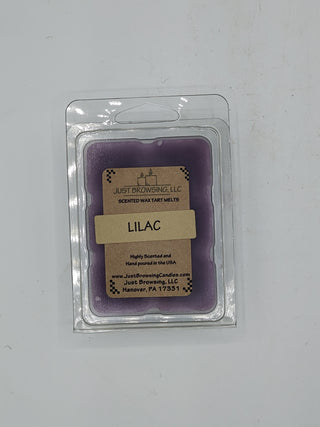 JUST BROWSING, LLC
SCENTED WAX TART MELTS
LILAC
Highly Scented and
Hand poured in the USA
www.JustBrowsingCandles.com
Just Browsing, LLC
Hanover, PA 17331